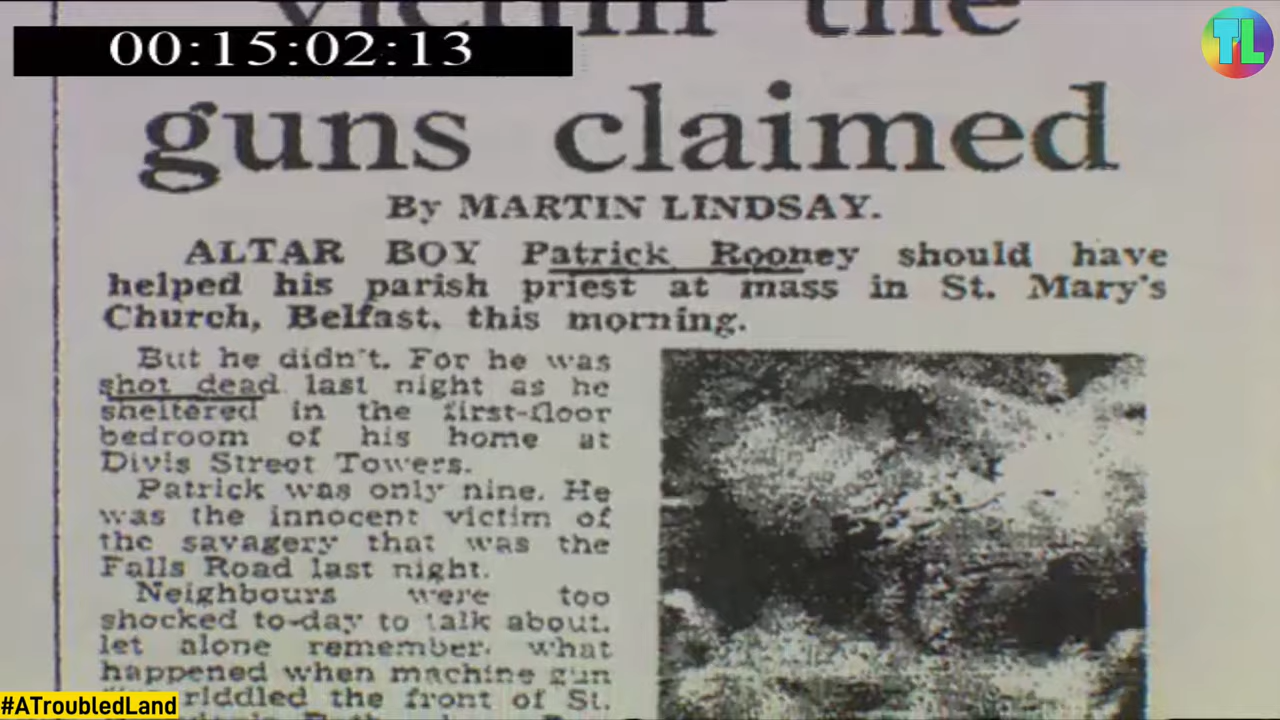 victim the
00:15:02:13
TL
guns claimed
By MARTIN LINDSAY.
ALTAR BOY Patrick Rooney should have
helped his parish priest at mass in St. Mary's
Church, Belfast, this morning.
But he didn't. For he was
shot dead last night as he
sheltered in the first-floor
bedroom of his home at
Divis Street Towers.
Patrick was only nine. He
was the innocent victim of
the savagery that was the
Falls Road last night.
Neighbours were too
shocked to-day to talk about,
let alone remember, what
happened when machine gun
riddled the front of St.
#ATroubledLand